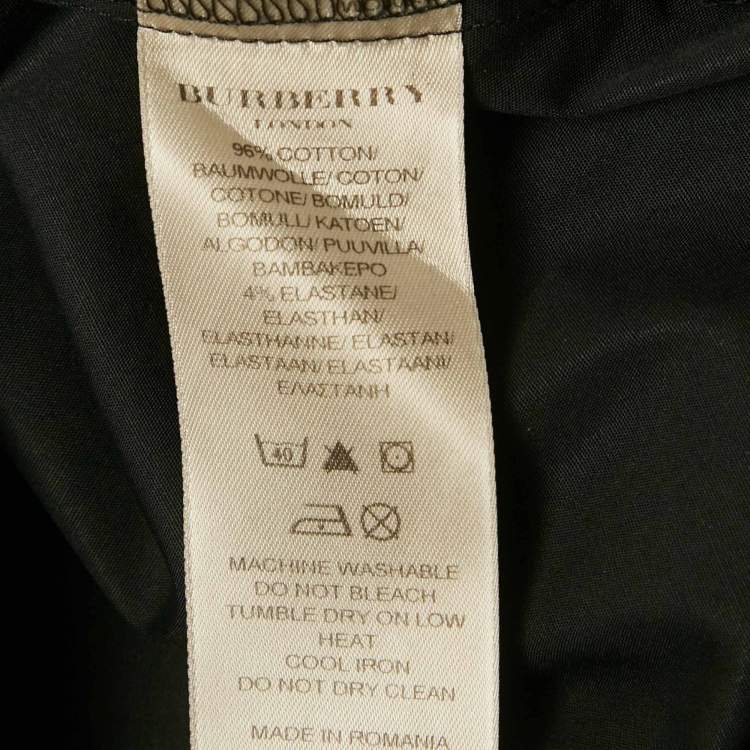 BURBERRY
LONDON
96% COTTON/
BAUMWOLLE/ COTON/
COTONE/ BOMULD/
BOMULL/ KATOEN/
ALGODON/ PUUVILLA/
ΒΑΜΒΑΚΕΡΟ
4% ELASTANE/
ELASTHAN/
ELASTHANNE/ ELASTAN/
ELASTAAN/ ELASTAANI/
ΕΛΑΣΤΑΝΗ
40
MACHINE WASHABLE
DO NOT BLEACH
TUMBLE DRY ON LOW
HEAT
COOL IRON
DO NOT DRY CLEAN
MADE IN ROMANIA